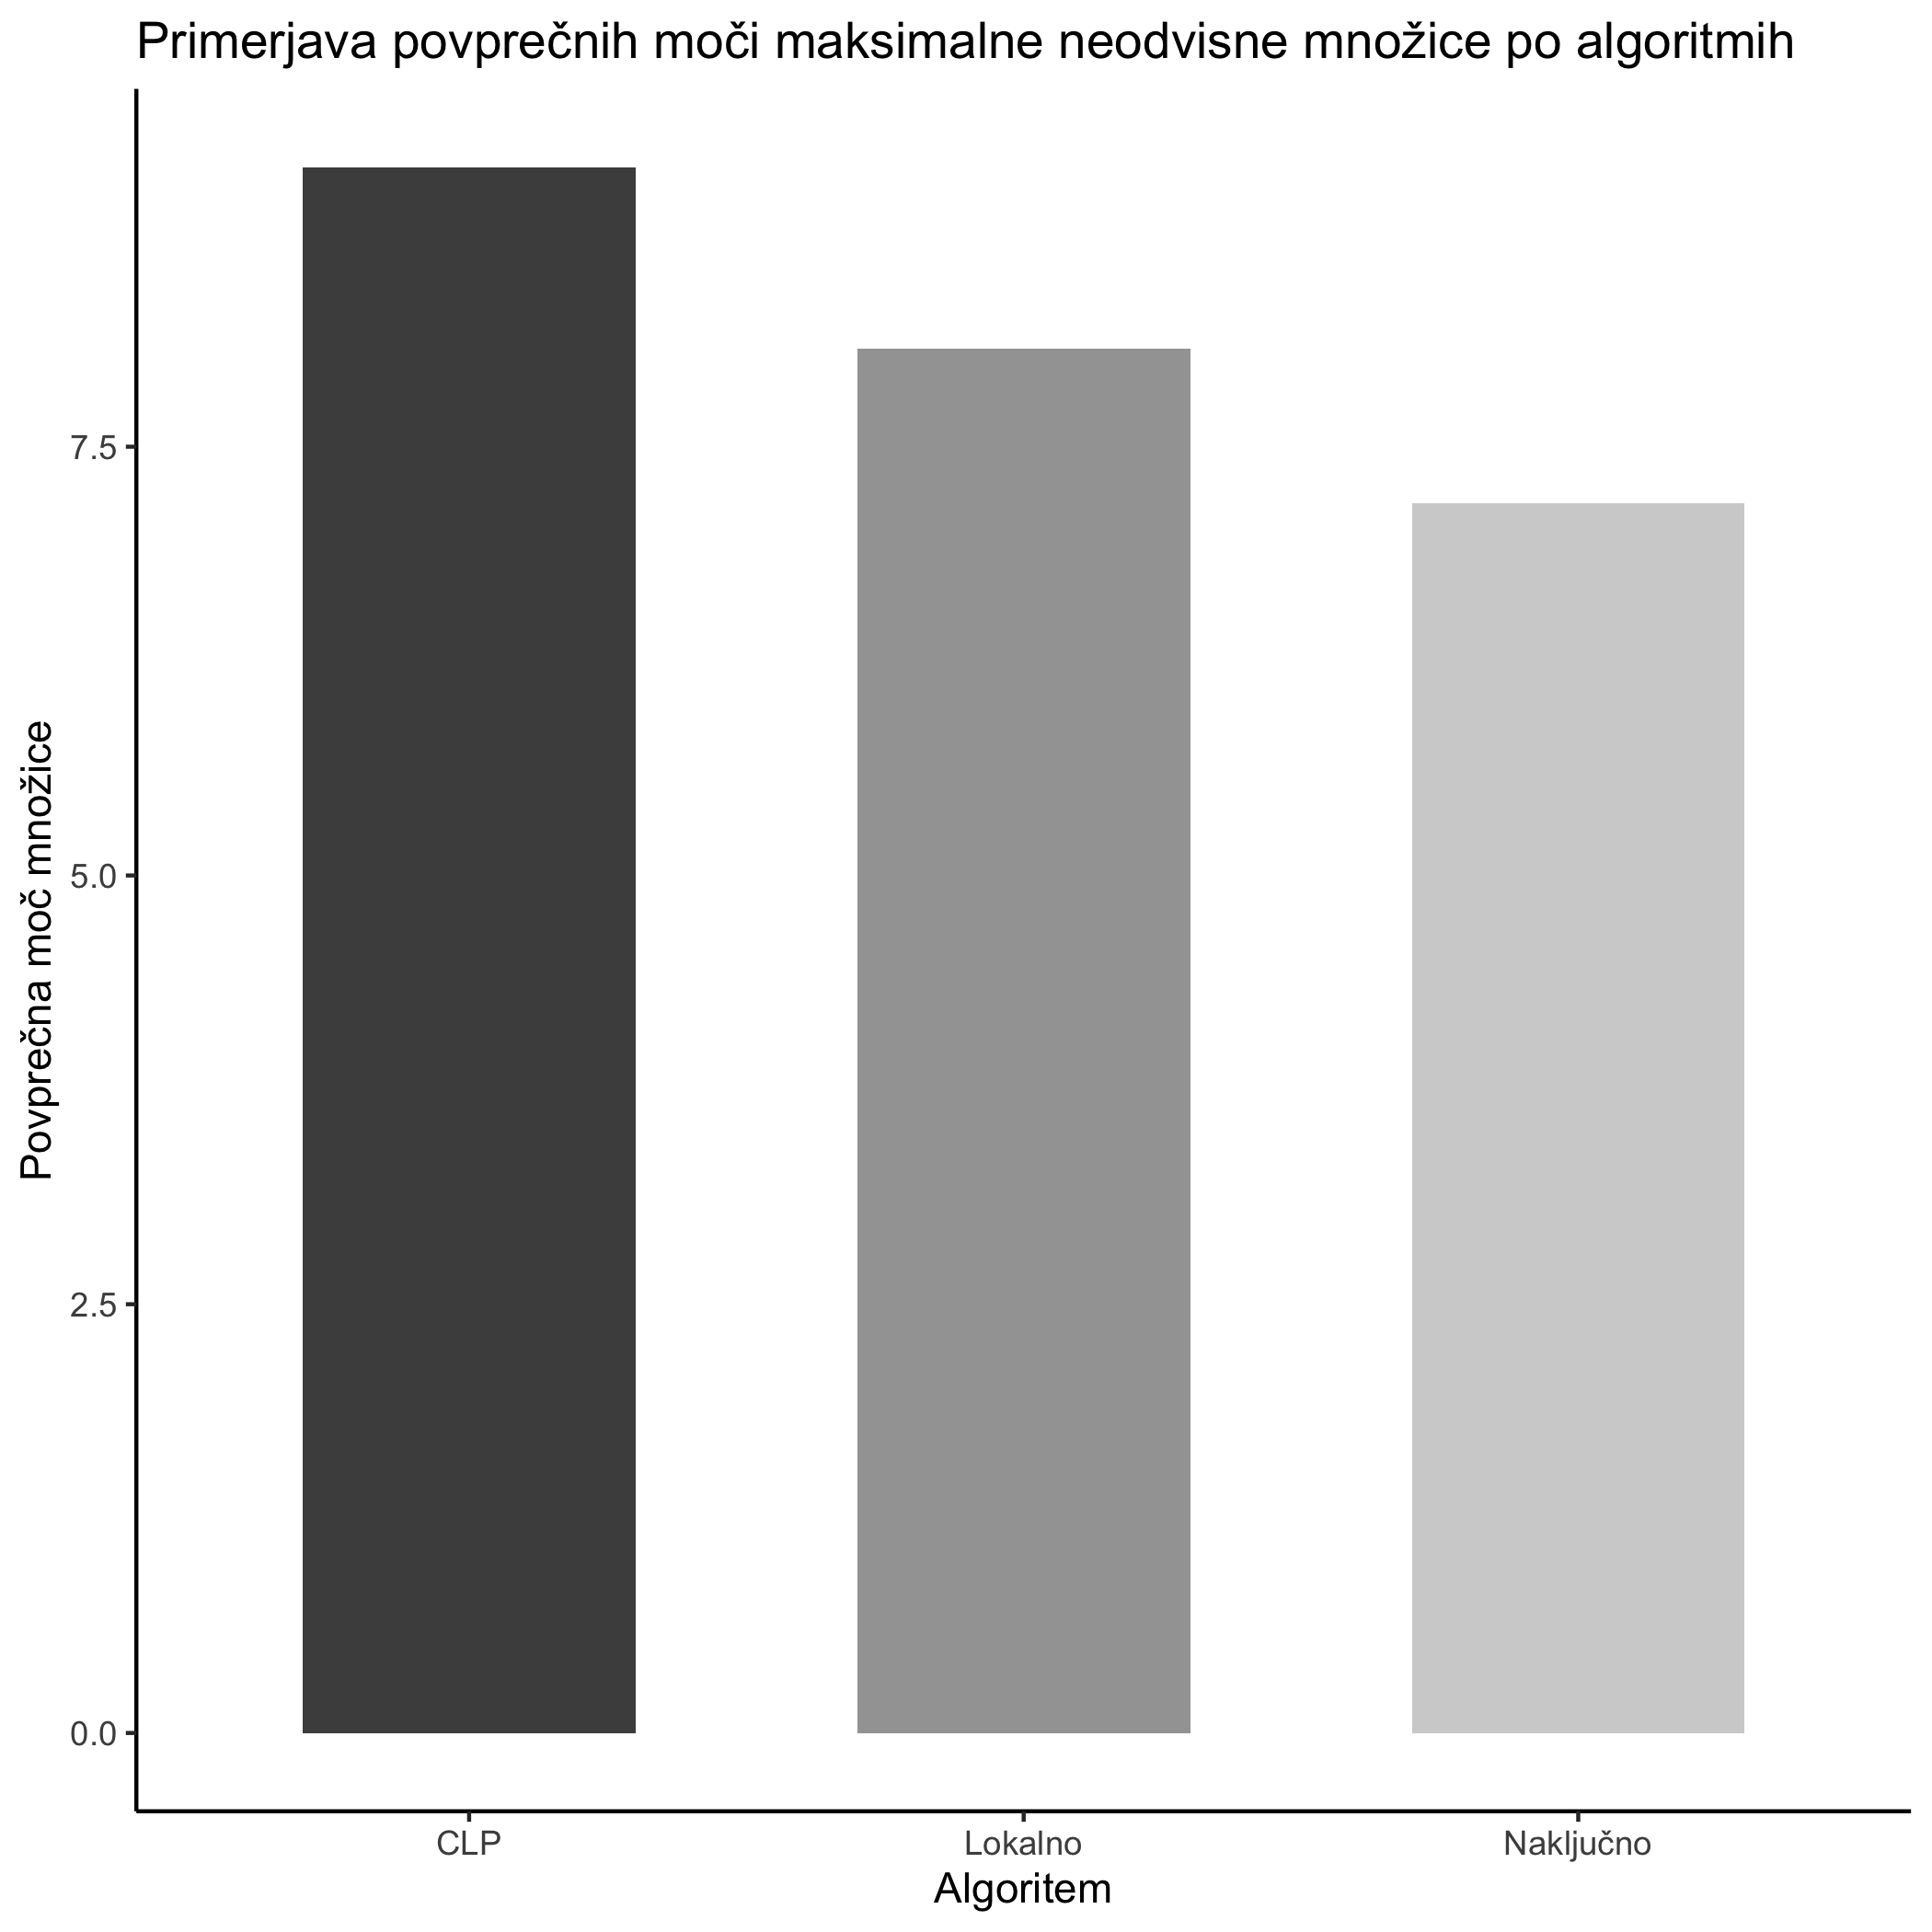 Primerjava povprečnih moči maksimalne neodvisne množice po algoritmih
Povprečna moč množice
7.5
5.0
2.5
0.0
CLP
Lokalno
Naključno
Algoritem